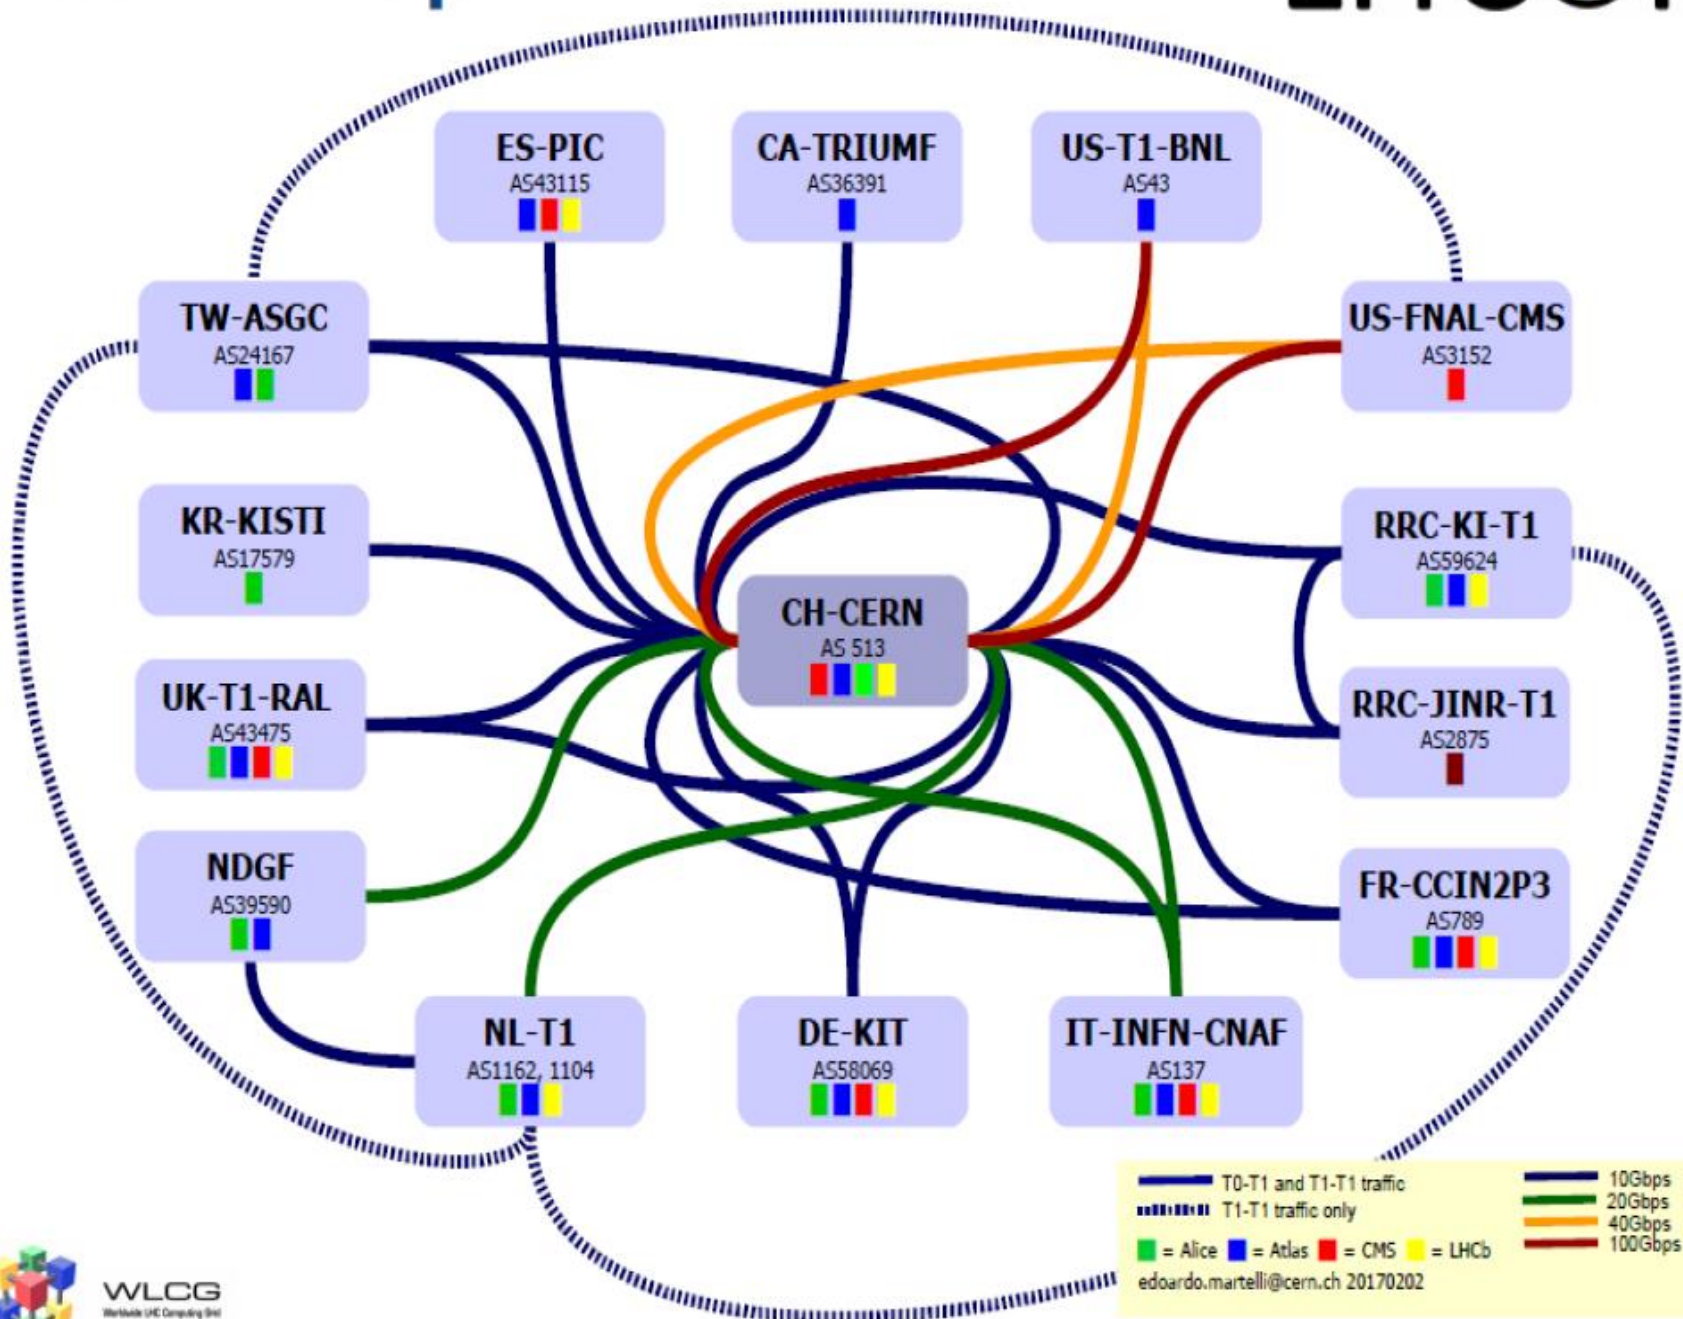 ES-PIC
AS43115
CA-TRIUMF
AS36391
US-T1-BNL
AS43
TW-ASGC
AS24167
US-FNAL-CMS
AS3152
KR-KISTI
AS17579
RRC-KI-T1
AS59624
CH-CERN
AS 513
UK-T1-RAL
AS43475
RRC-JINR-T1
AS2875
NDGF
AS39590
FR-CCIN2P3
AS789
NL-T1
AS1162, 1104
DE-KIT
AS58069
IT-INFN-CNAF
AS137
T0-T1 and T1-T1 traffic
T1-T1 traffic only
= Alice = Atlas = CMS = LHCb
edoardo.martelli@cern.ch 20170202
10Gbps
20Gbps
40Gbps
100Gbps
WLCG
Worldwide LHC Computing Grid